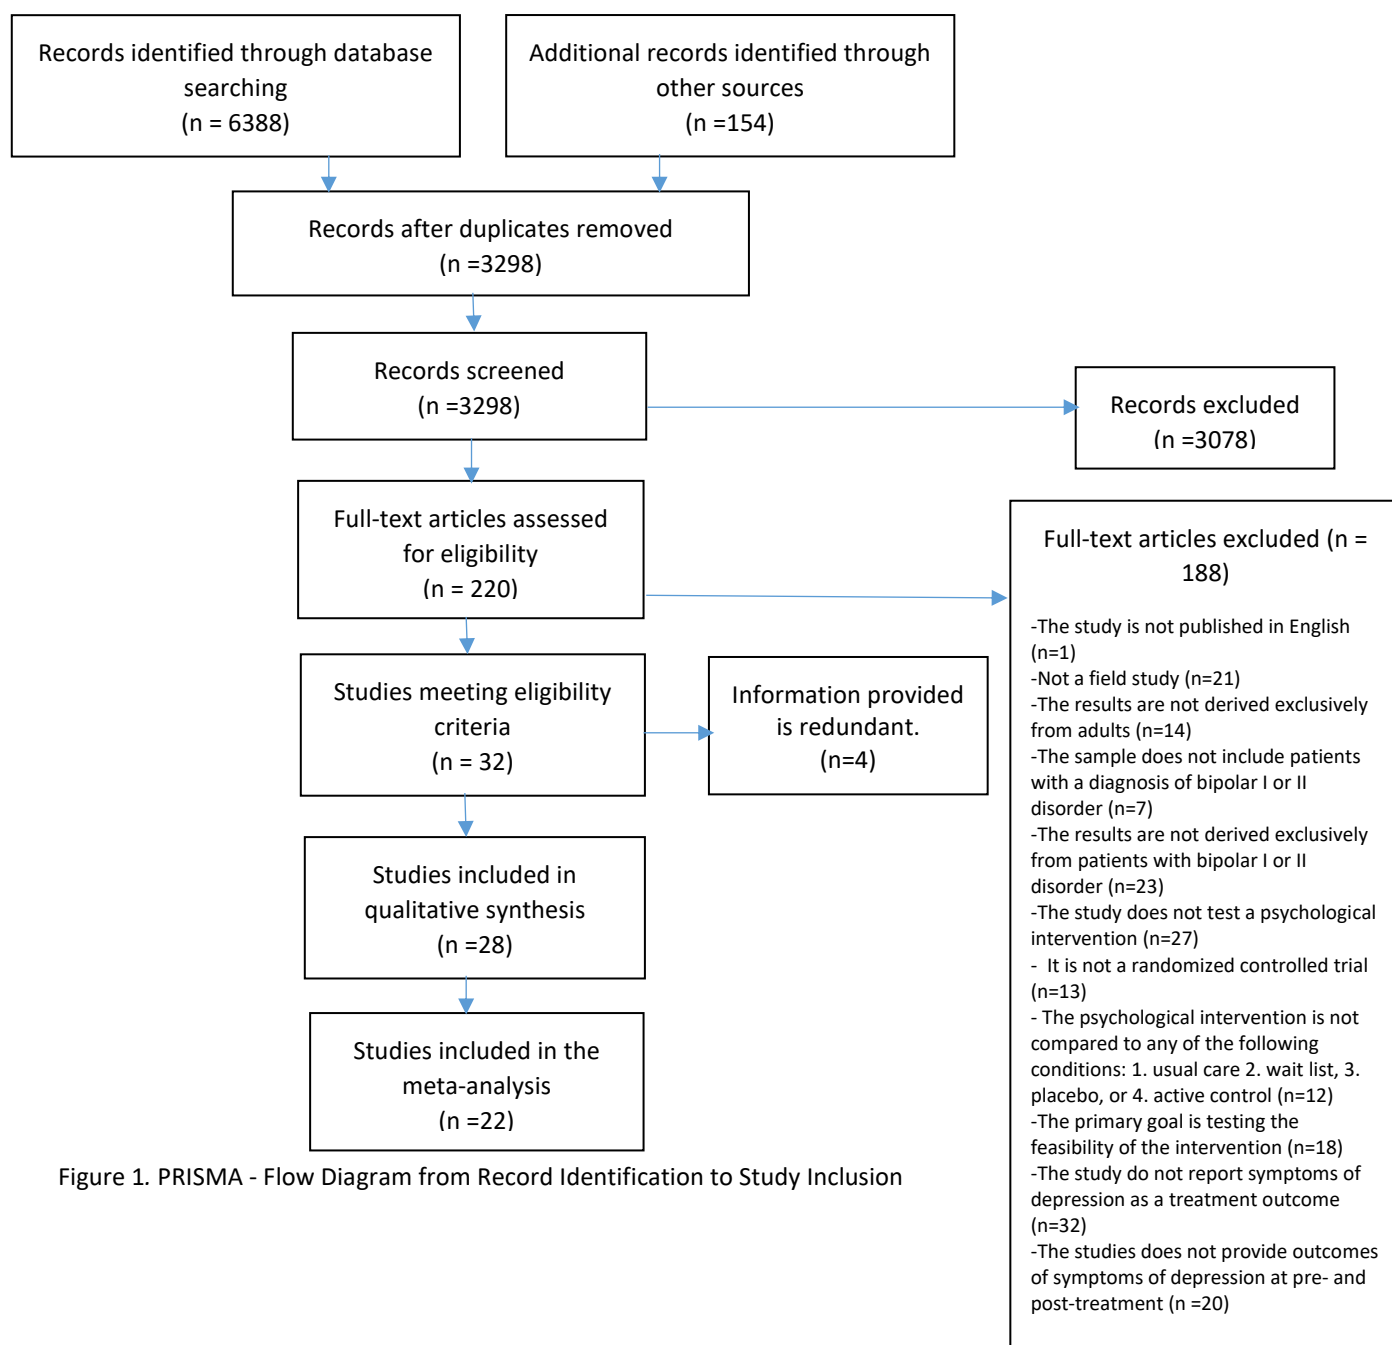 Records identified through database
searching
(n = 6388)
Additional records identified through
other sources
(n =154)
Records after duplicates removed
(n =3298)
Records screened
(n =3298)
Records excluded
(n =3078)
Full-text articles assessed
for eligibility
(n = 220)
Full-text articles excluded (n =
188)
-The study is not published in English
(n=1)
-Not a field study (n=21)
-The results are not derived exclusively
from adults (n=14)
-The sample does not include patients
with a diagnosis of bipolar I or II
disorder (n=7)
-The results are not derived exclusively
from patients with bipolar I or II
disorder (n=23)
-The study does not test a psychological
intervention (n=27)
- It is not a randomized controlled trial
(n=13)
- The psychological intervention is not
compared to any of the following
conditions: 1. usual care 2. wait list, 3.
placebo, or 4. active control (n=12)
-The primary goal is testing the
feasibility of the intervention (n=18)
-The study do not report symptoms of
depression as a treatment outcome
(n=32)
-The studies does not provide outcomes
of symptoms of depression at pre- and
post-treatment (n =20)
Studies meeting eligibility
criteria
(n = 32)
Information provided
is redundant.
(n=4)
Studies included in
qualitative synthesis
(n =28)
Studies included in the
meta-analysis
(n =22)
Figure 1. PRISMA - Flow Diagram from Record Identification to Study Inclusion